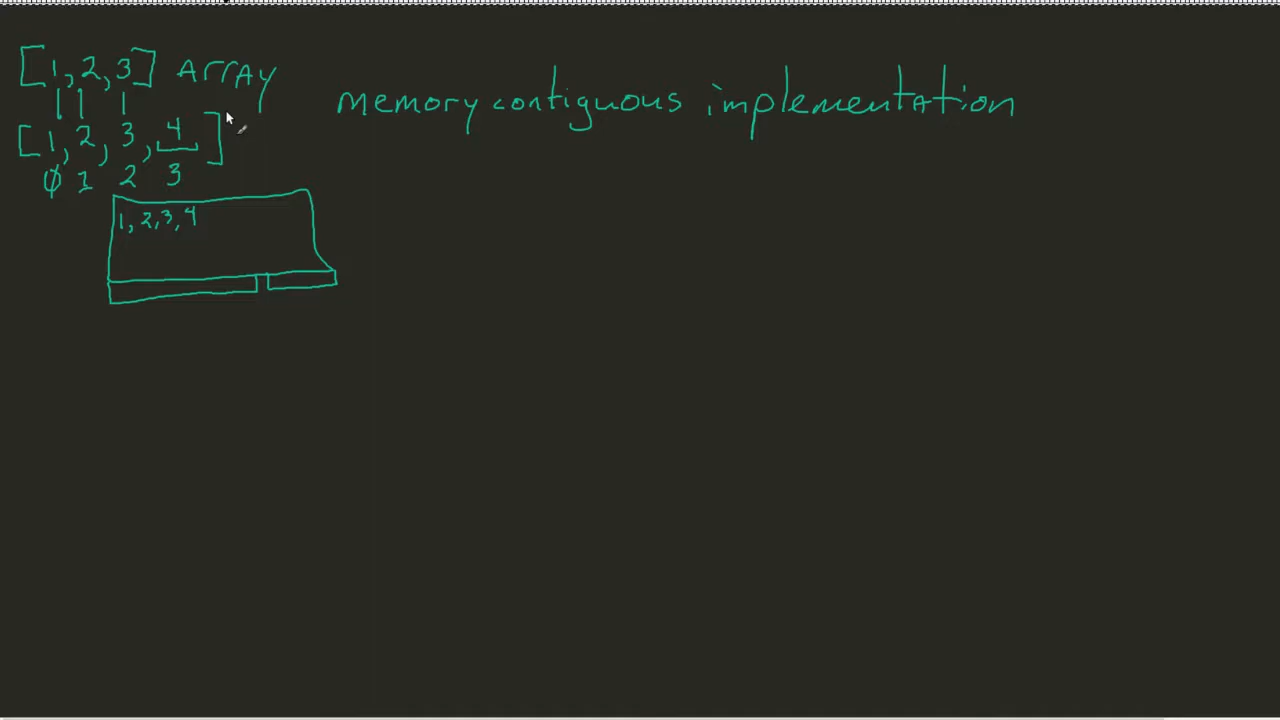 [1,2,3] Array
memory contiguous implementation
[1, 2, 3, 4]
0 1 2 3
1, 2, 3, 4